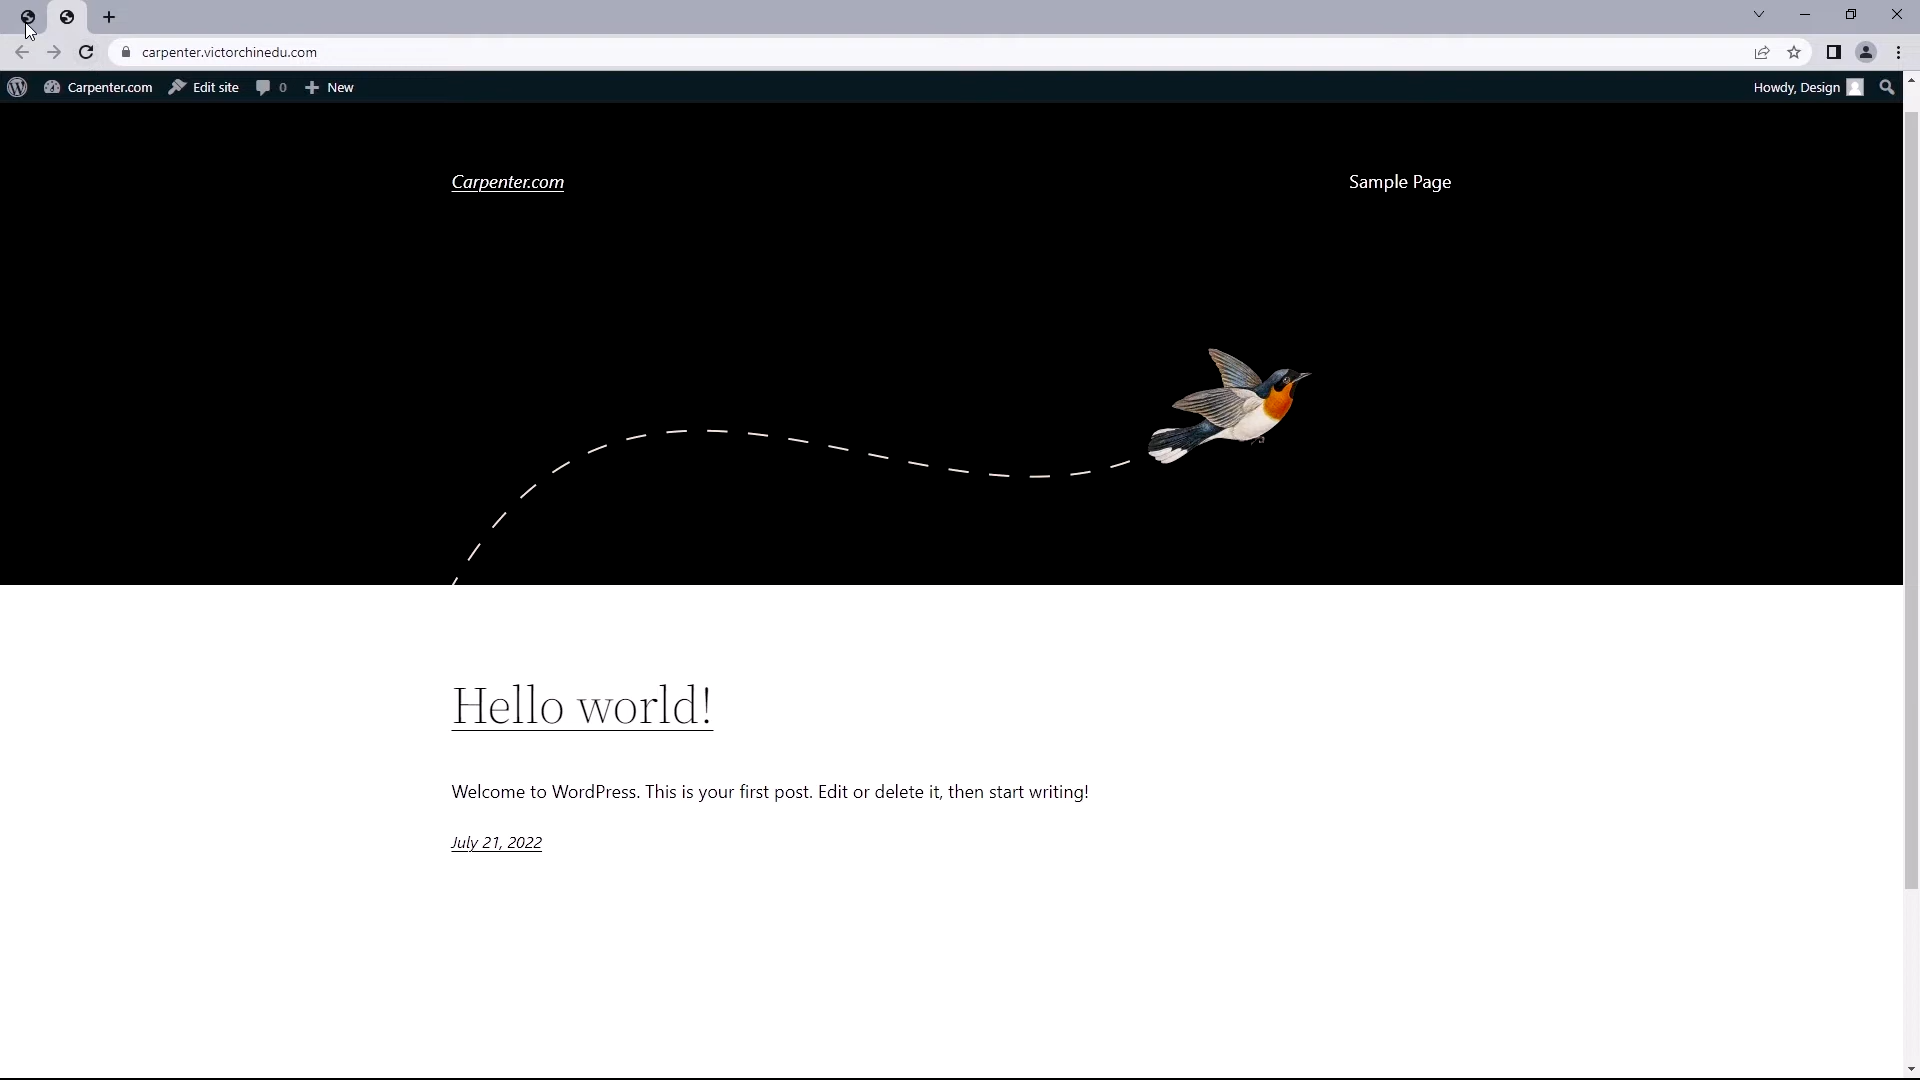 carpenter.victorchinedu.com
Carpenter.com Edit site 0 New Howdy, Design
Carpenter.com Sample Page
Hello world!
Welcome to WordPress. This is your first post. Edit or delete it, then start writing!
July 21, 2022